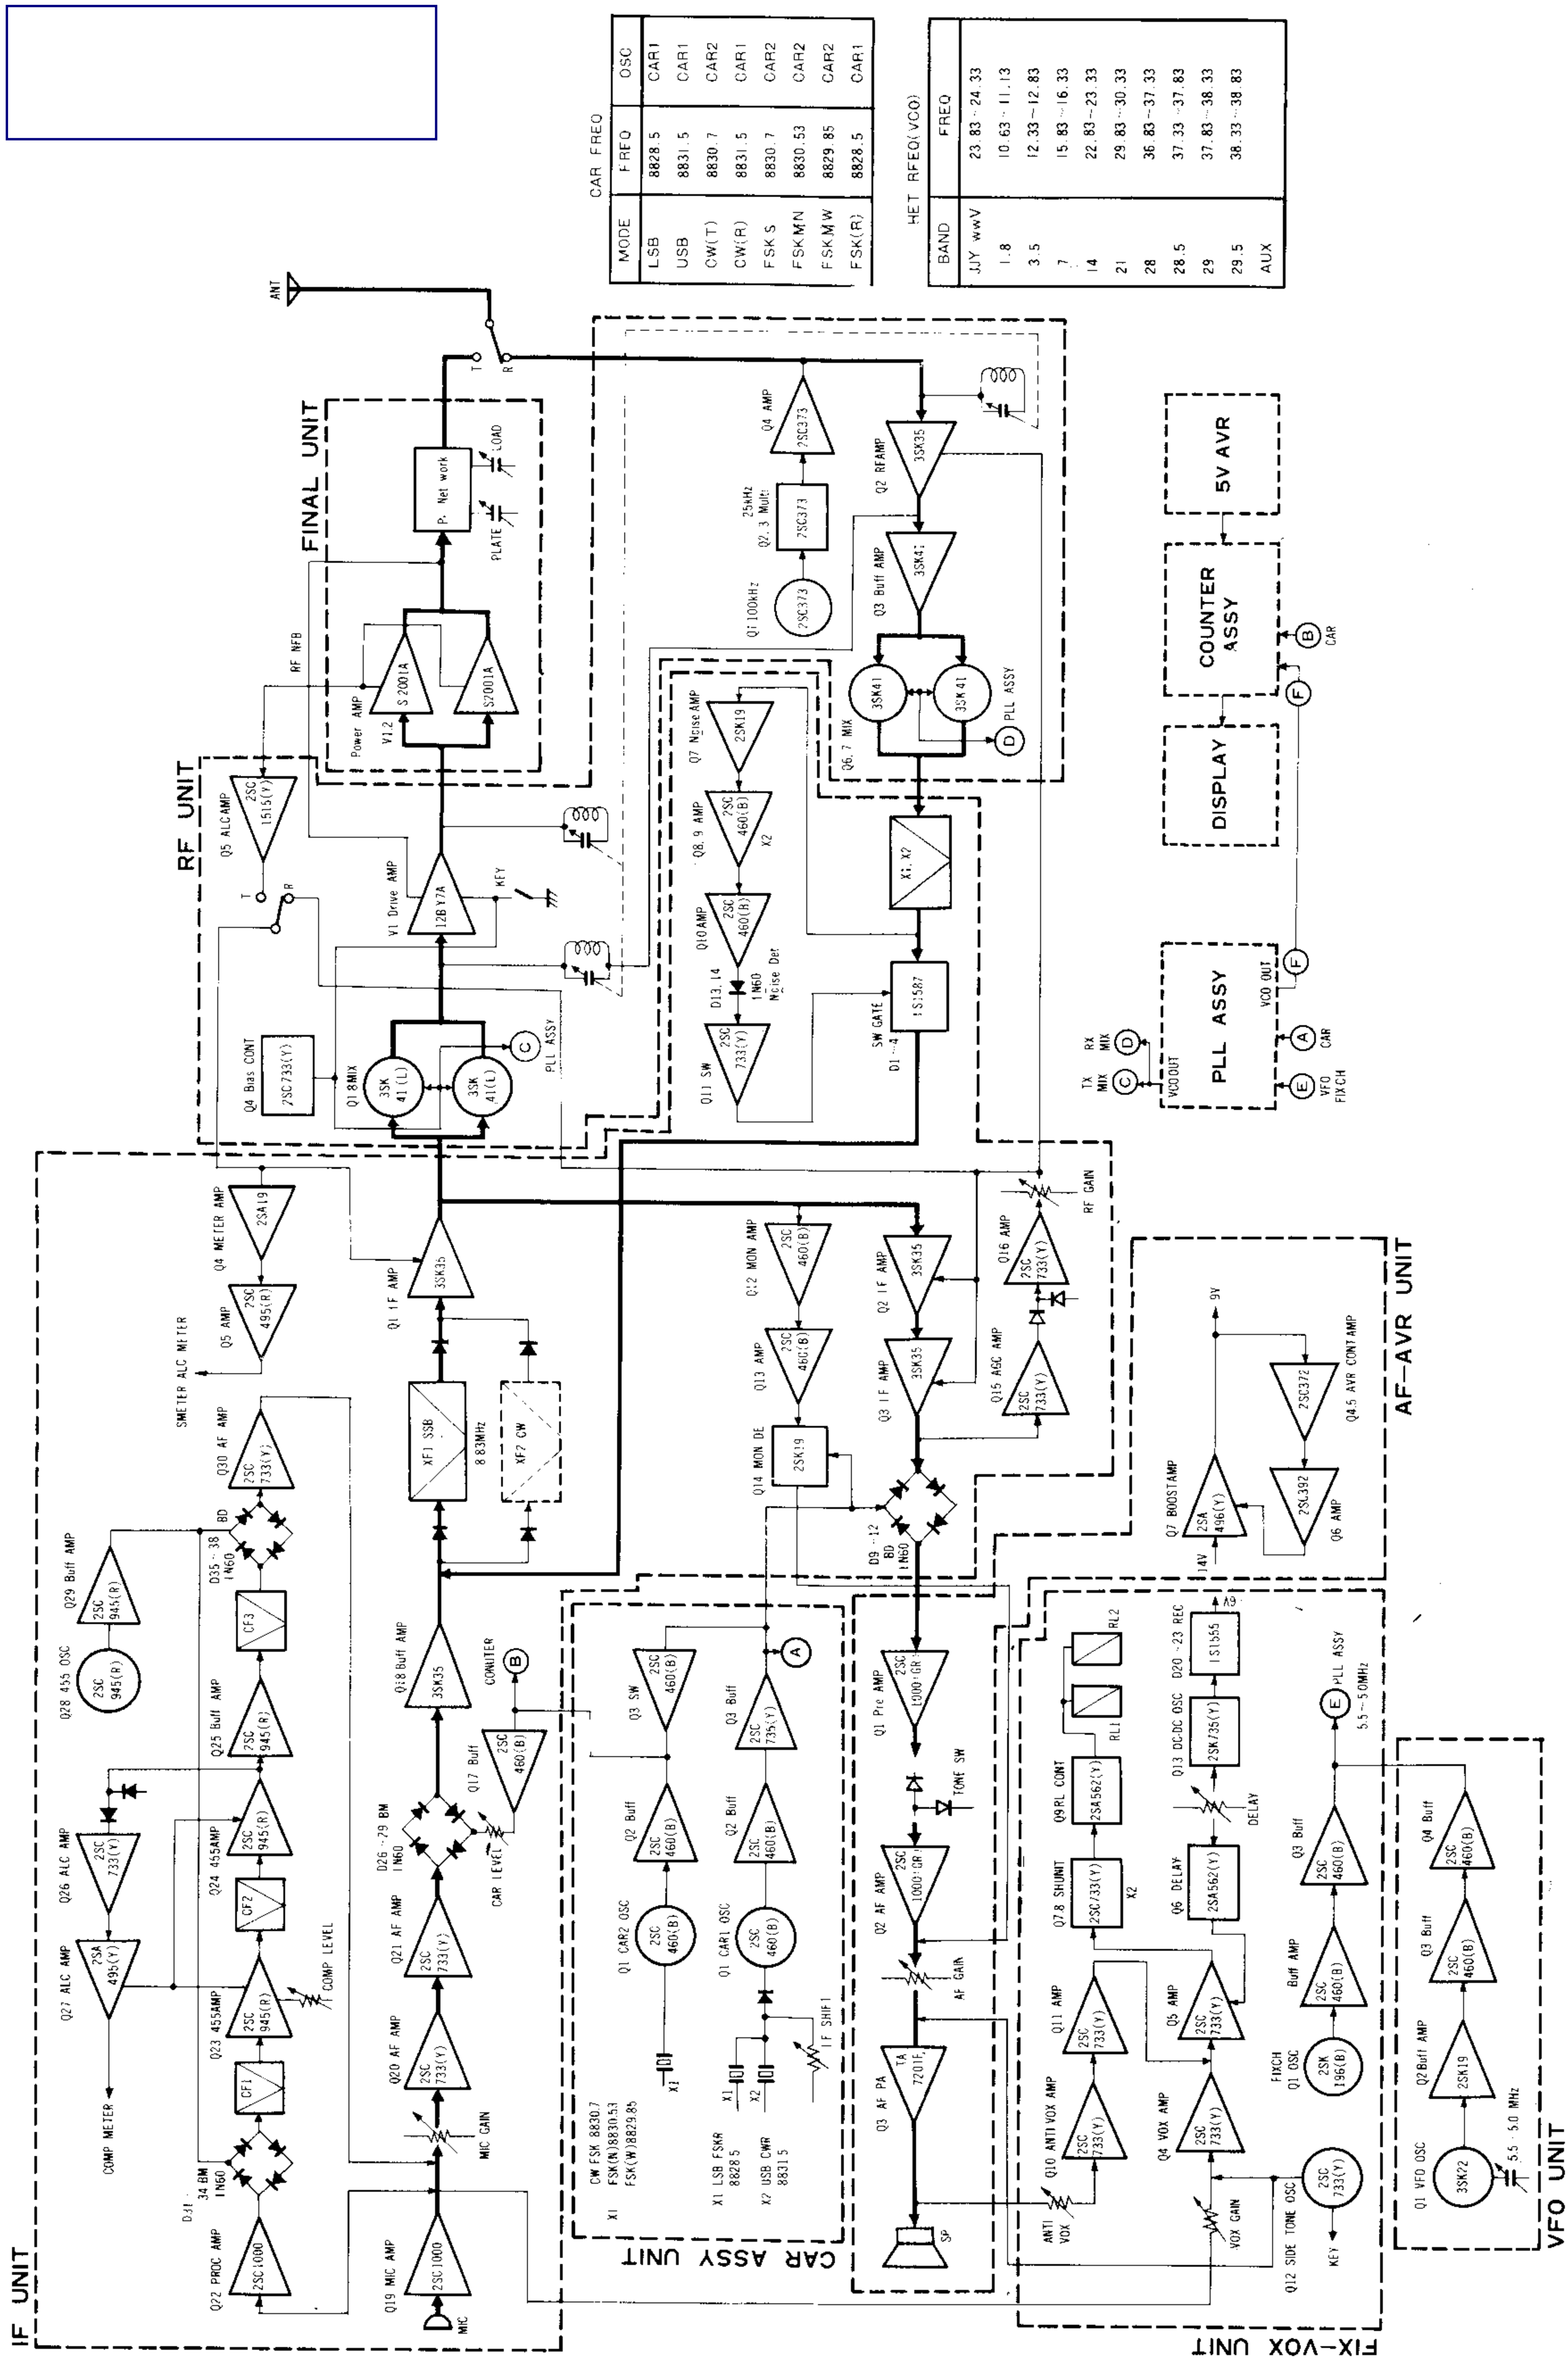 IF UNIT
Q22 PROC AMP
2SC1000
D31~
34 BM
1N60
CF1
Q23 455AMP
2SC
945(R)
COMP LEVEL
CF2
Q24 455AMP
2SC
945(R)
Q25 Buff AMP
2SC
945(R)
CF3
D35~38
BD
1N60
Q30 AF AMP
2SC
733(Y)
Q28 455 OSC
2SC
945(R)
Q29 Buff AMP
2SC
945(R)
Q26 ALC AMP
2SC
733(Y)
Q27 ALC AMP
2SA
495(Y)
COMP METER
SMETER ALC METER
Q5 AMP
2SC
495(R)
Q4 METER AMP
2SA19
MIC
Q19 MIC AMP
2SC1000
MIC GAIN
Q20 AF AMP
2SC
733(Y)
Q21 AF AMP
2SC
733(Y)
D26~29 BM
1N60
CAR LEVEL
Q17 Buff
2SC
460(B)
CONUTER
B
Q18 Buff AMP
3SK35
XF1 SSB
8.83MHz
XF2 CW
Q1 IF AMP
3SK35
Q12 MON AMP
2SC
460(B)
Q13 AMP
2SC
460(B)
Q14 MON DE
2SK19
Q2 IF AMP
3SK35
Q3 IF AMP
3SK35
Q15 AGC AMP
2SC
733(Y)
Q16 AMP
2SC
733(Y)
RF GAIN
D9~12
BD
1N60
Q7 Noise AMP
2SK19
Q8. 9 AMP
2SC
460(B)
X2
Q10 AMP
2SC
460(B)
D13. 14
1N60
Noise Det
Q11 SW
2SC
733(Y)
SW GATE
D1~4
1S1587
X1. X2
RF UNIT
Q5 ALC AMP
2SC
1515(Y)
T
R
Q4 Bias CONT
2SC733(Y)
Q1 8MIX
3SK
41(L)
3SK
41(L)
C
PLL ASSY
V1 Drive AMP
12BY7A
KEY
RF NFB
FINAL UNIT
Power AMP
V1.2
S2001A
S2001A
P. Net work
PLATE
LOAD
T
R
ANT
Q1 100kHz
2SC373
25kHz
Q2. 3 Multi
2SC373
Q4 AMP
2SC373
Q2 RFAMP
3SK35
Q3 Buff AMP
3SK41
Q6. 7 MIX
3SK41
3SK41
D
PLL ASSY
CAR ASSY UNIT
CW FSK 8830.7
X1 FSK(N)8830.53
FSK(W)8829.85
X1 LSB FSKR
8828.5
X2 USB CWR
8831.5
X1
X1
X2
IF SHIFT
Q1 CAR2 OSC
2SC
460(B)
Q1 CAR1 OSC
2SC
460(B)
Q2 Buff
2SC
460(B)
Q2 Buff
2SC
460(B)
Q3 SW
2SC
460(B)
Q3 Buff
2SC
735(Y)
A
AF-AVR UNIT
Q1 Pre AMP
2SC
1000(GR)
TONE SW
Q2 AF AMP
2SC
1000(GR)
AF GAIN
Q3 AF PA
TA
7201F
SP
Q7 BOOSTAMP
2SA
496(Y)
14V
9V
2SC372
Q4.5 AVR CONT AMP
2SC392
Q6 AMP
FIX-VOX UNIT
ANTI
VOX
Q10 ANTI VOX AMP
2SC
733(Y)
Q11 AMP
2SC
733(Y)
Q7.8 SHUNIT
2SC733(Y)
X2
Q9 RL CONT
2SA562(Y)
RL1
RL2
VOX GAIN
Q4 VOX AMP
2SC
733(Y)
Q5 AMP
2SC
733(Y)
Q6 DELAY
2SA562(Y)
DELAY
Q13 DC-DC OSC
2SK735(Y)
D20~23 REC
1S1555
Q12 SIDE TONE OSC
2SC
733(Y)
KEY
FIXCH
Q1 OSC
2SK
196(B)
Buff AMP
2SC
460(B)
Q3 Buff
2SC
460(B)
E
PLL ASSY
5.5~5.0MHz
VFO UNIT
Q1 VFO OSC
3SK22
5.5~5.0 MHz
Q2Buff AMP
2SK19
Q3 Buff
2SC
460(B)
Q4 Buff
2SC
460(B)
PLL ASSY
TX
MIX
C
RX
MIX
D
VCOOUT
VCO OUT
E
VFO
FIXCH
A
CAR
F
F
DISPLAY
COUNTER
ASSY
B
CAR
5V AVR
CAR FREQ
MODE FREQ OSC
LSB 8828.5 CAR1
USB 8831.5 CAR1
CW(T) 8830.7 CAR2
CW(R) 8831.5 CAR1
FSKS 8830.7 CAR2
FSKMN 8830.53 CAR2
FSKMW 8829.85 CAR2
FSK(R) 8828.5 CAR1
HET RFEQ(VCO)
BAND FREQ
JJY wwV 23.83~24.33
1.8 10.63~11.13
3.5 12.33~12.83
7 15.83~16.33
14 22.83~23.33
21 29.83~30.33
28 36.83~37.33
28.5 37.33~37.83
29 37.83~38.33
29.5 38.33~38.83
AUX